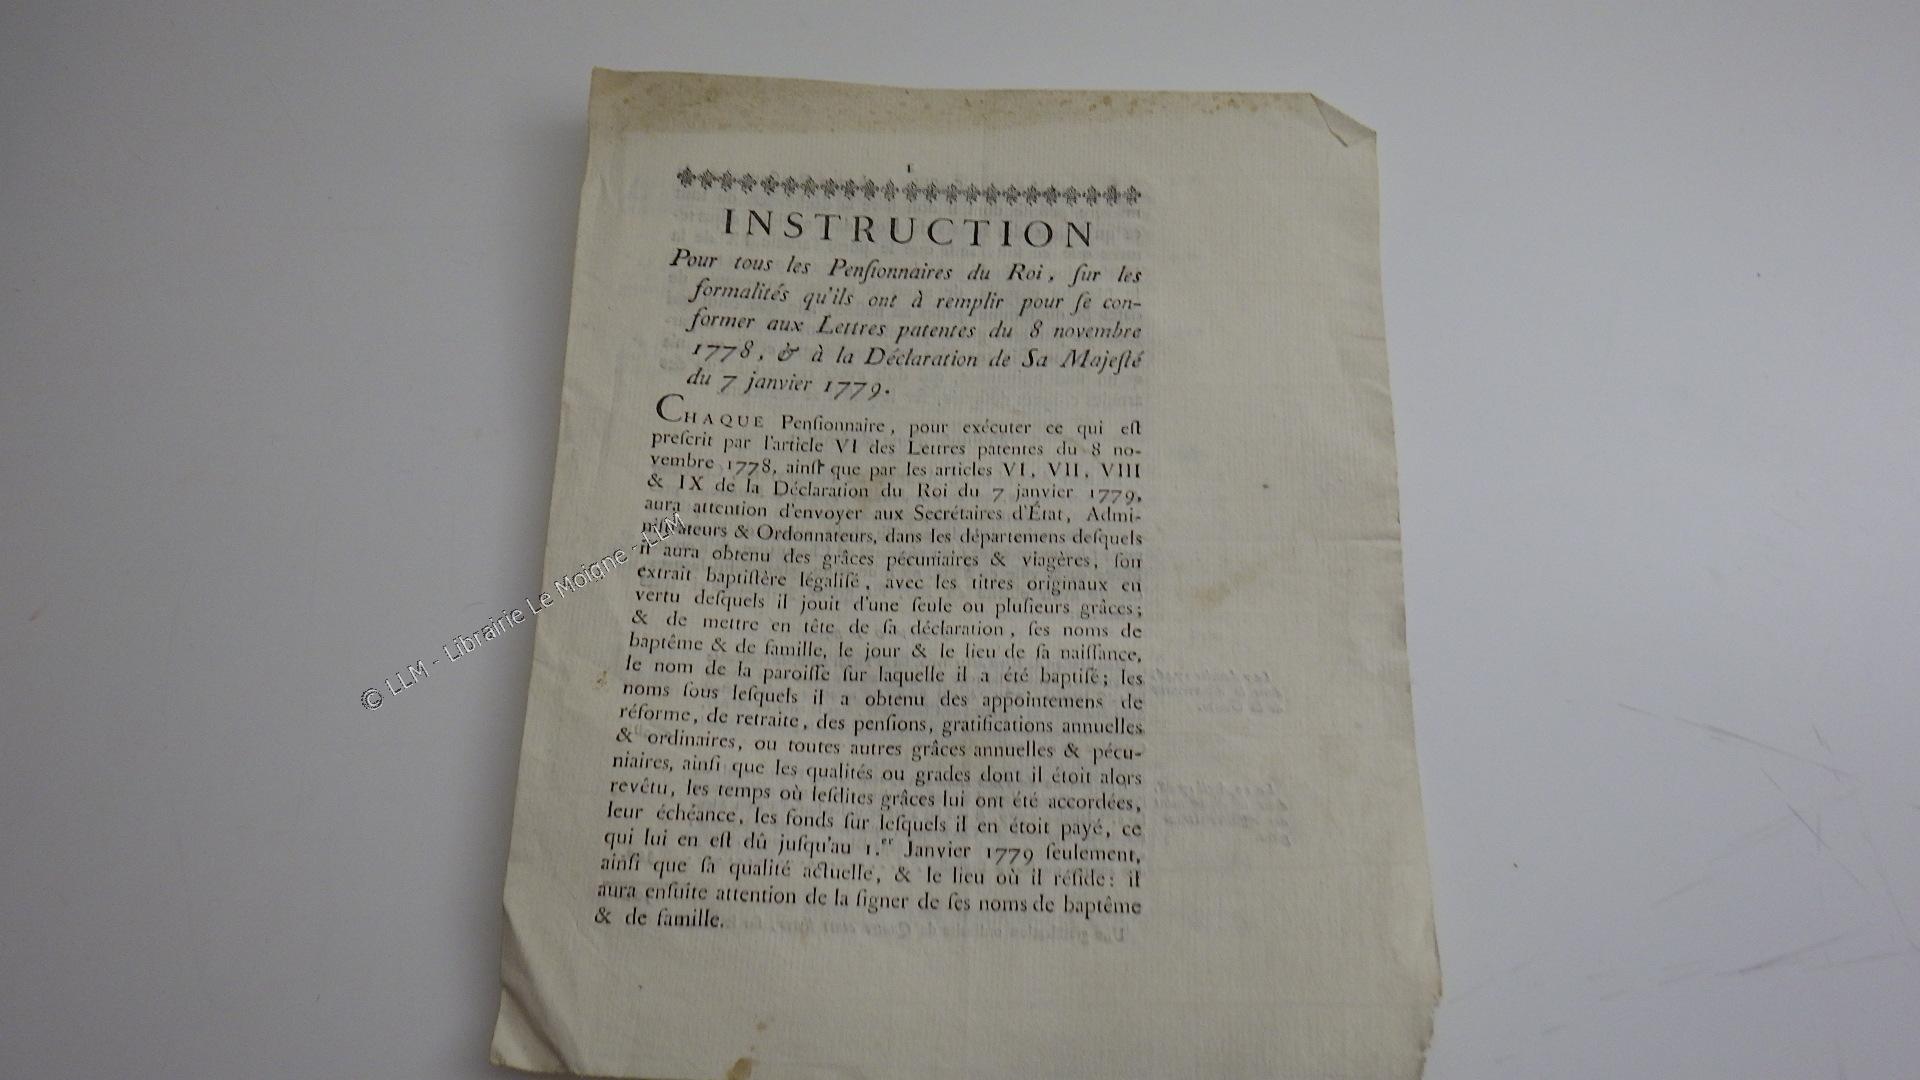 1
INSTRUCTION
Pour tous les Penſionnaires du Roi, ſur les
formalités qu'ils ont à remplir pour ſe con-
former aux Lettres patentes du 8 novembre
1778, & à la Déclaration de Sa Majeſté
du 7 janvier 1779.
CHAQUE Penſionnaire, pour exécuter ce qui eſt
preſcrit par l'article VI des Lettres patentes du 8 no-
vembre 1778, ainſi que par les articles VI, VII, VIII
& IX de la Déclaration du Roi du 7 janvier 1779,
aura attention d'envoyer aux Secrétaires d'État, Admi-
niſtrateurs & Ordonnateurs, dans les départemens deſquels
il aura obtenu des grâces pécuniaires & viagères, ſon
extrait baptiſtère légaliſé, avec les titres originaux en
vertu deſquels il jouit d'une ſeule ou pluſieurs grâces;
& de mettre en tête de ſa déclaration, ſes noms de
baptême & de famille, le jour & le lieu de ſa naiſſance,
le nom de la paroiſſe ſur laquelle il a été baptiſé; les
noms ſous leſquels il a obtenu des appointemens de
réforme, de retraite, des penſions, gratifications annuelles
& ordinaires, ou toutes autres grâces annuelles & pécu-
niaires, ainſi que les qualités ou grades dont il étoit alors
revêtu, les temps où leſdites grâces lui ont été accordées,
leur échéance, les fonds ſur leſquels il en étoit payé, ce
qui lui en eſt dû juſqu'au 1.er Janvier 1779 ſeulement,
ainſi que ſa qualité actuelle, & le lieu où il réſide: il
aura enſuite attention de la ſigner de ſes noms de baptême
& de famille.
© LLM - Librairie Le Moigne - LLM